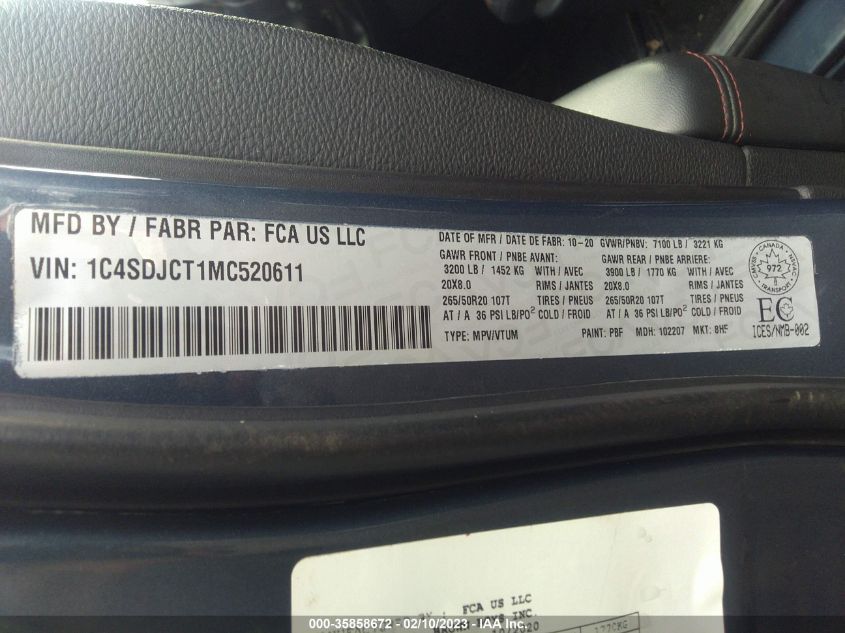 MFD BY / FABR PAR: FCA US LLC
VIN: 1C4SDJCT1MC520611
DATE OF MFR / DATE DE FABR: 10-20 GVWR/PNBV: 7100 LB / 3221 KG
GAWR FRONT / PNBE AVANT GAWR REAR / PNBE ARRIERE:
3200 LB / 1452 KG WITH / AVEC 3900 LB / 1770 KG WITH / AVEC
20X8.0 RIMS / JANTES 20X8.0 RIMS / JANTES
265/50R20 107T TIRES / PNEUS 265/50R20 107T TIRES / PNEUS
AT / A 36 PSI LB/PO² COLD / FROID AT / A 36 PSI LB/PO² COLD / FROID
TYPE: MPV/VTUM PAINT: PBF MDH: 102207 MKT: 8HF
CMVSS CANADA NSVAC
972
TRANSPORT
EC
ICES/NMB-002
FCA US LLC
INC.
000-35858672 - 02/10/2023 - IAA Inc.